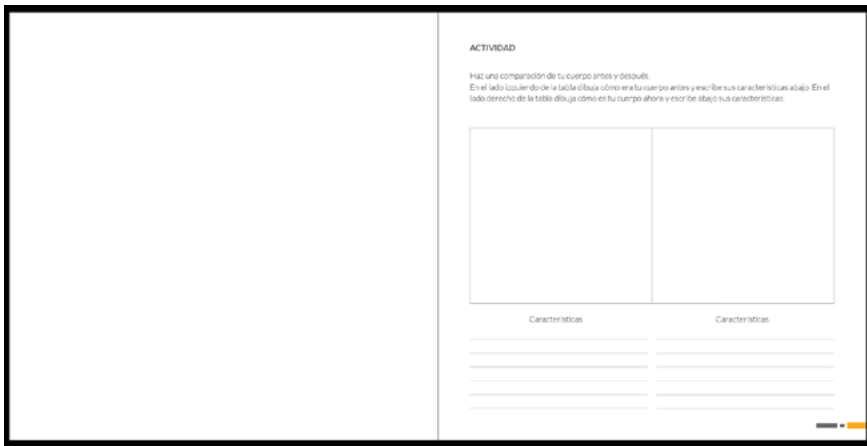 ACTIVIDAD
Haz una comparación de tu cuerpo antes y después.
En el lado izquierdo de la tabla dibuja cómo era tu cuerpo antes y escribe sus características abajo. En el
lado derecho de la tabla dibuja cómo es tu cuerpo ahora y escribe abajo sus características.
Características
Características